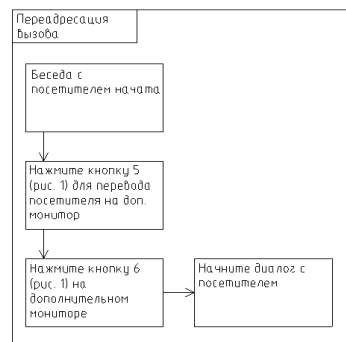 Переадресация
вызова
Беседа с
посетителем начата
Нажмите кнопку 5
(рис. 1) для перевода
посетителя на доп.
монитор
Нажмите кнопку 6
(рис. 1) на
дополнительном
мониторе
Начните диалог с
посетителем